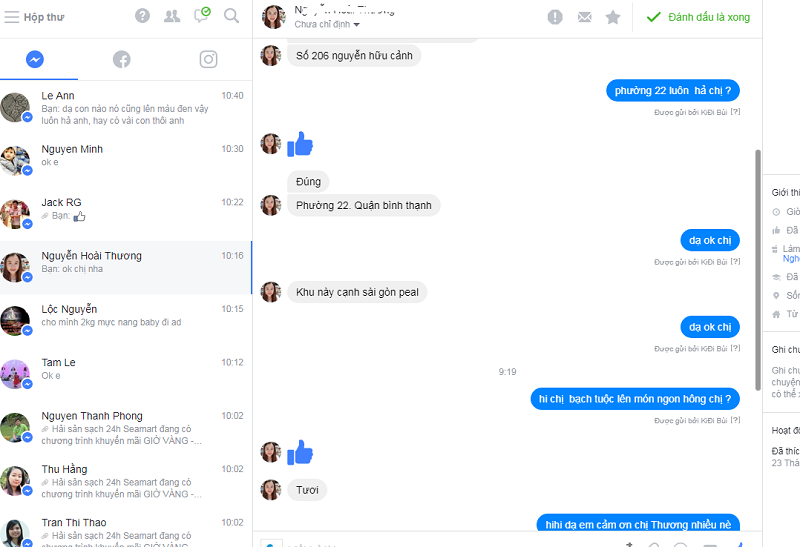 Hộp thư
Le Ann
10:40
Bạn: dạ con nào nó cũng lên màu đen vậy
luôn hả anh, hay có vài con thôi anh
Nguyen Minh
10:30
ok e
Jack RG
10:22
Bạn:
Nguyễn Hoài Thương
10:16
Bạn: ok chị nha
Lộc Nguyễn
10:15
cho mình 2kg mực nang baby đi ad
Tam Le
10:12
Ok e
Nguyen Thanh Phong
10:02
Hải sản sạch 24h Seamart đang có
chương trình khuyến mãi GIỜ VÀNG -...
Thu Hằng
10:02
Hải sản sạch 24h Seamart đang có
chương trình khuyến mãi GIỜ VÀNG -...
Tran Thi Thao
10:02
Hải sản sạch 24h Seamart đang có
chương trình khuyến mãi GIỜ VÀNG -...
Chưa chỉ định
Đánh dấu là xong
Số 206 nguyễn hữu cảnh
phường 22 luôn hả chị ?
Được gửi bởi KiĐi Bùi [?]
Đúng
Phường 22. Quận bình thạnh
dạ ok chị
Được gửi bởi KiĐi Bùi [?]
Khu này cạnh sài gòn peal
dạ ok chị
Được gửi bởi KiĐi Bùi [?]
9:19
hi chị bạch tuộc lên món ngon hông chị ?
Được gửi bởi KiĐi Bùi [?]
Tươi
hihi dạ em cảm ơn chị Thương nhiều nè
Giới thi
Giờ
Đã
Làm
Nghệ
Đã
Sốn
Từ
Ghi chú
Ghi chú
chuyện
có thể x
Hoạt độ
Đã thíc
23 Thá